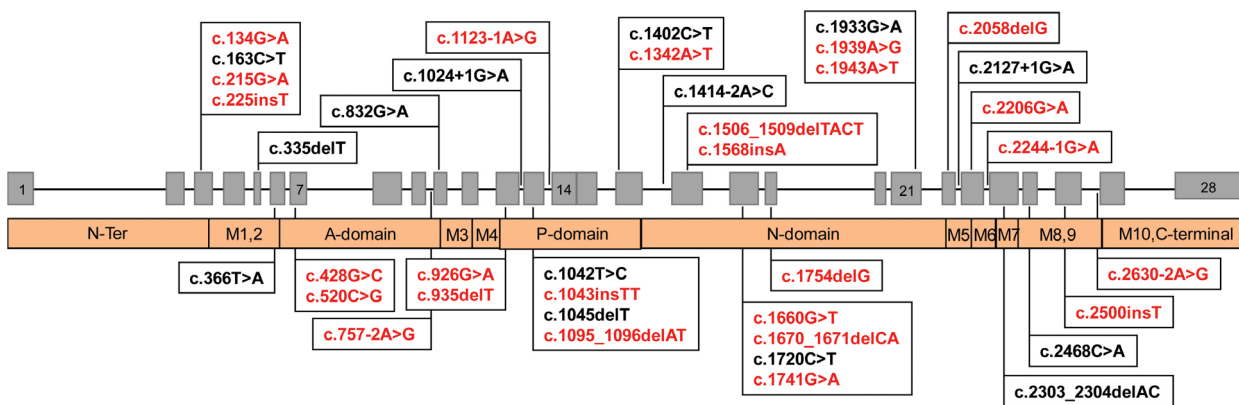 c.134G>A
c.163C>T
c.215G>A
c.225insT
c.335delT
c.832G>A
c.1024+1G>A
c.1123-1A>G
c.1402C>T
c.1342A>T
c.1414-2A>C
c.1506_1509delTACT
c.1568insA
c.1933G>A
c.1939A>G
c.1943A>T
c.2058delG
c.2127+1G>A
c.2206G>A
c.2244-1G>A
1 7 14 21 28
N-Ter M1,2 A-domain M3 M4 P-domain N-domain M5 M6 M7 M8,9 M10,C-terminal
c.366T>A
c.428G>C
c.520C>G
c.757-2A>G
c.926G>A
c.935delT
c.1042T>C
c.1043insTT
c.1045delT
c.1095_1096delAT
c.1754delG
c.1660G>T
c.1670_1671delCA
c.1720C>T
c.1741G>A
c.2630-2A>G
c.2500insT
c.2468C>A
c.2303_2304delAC